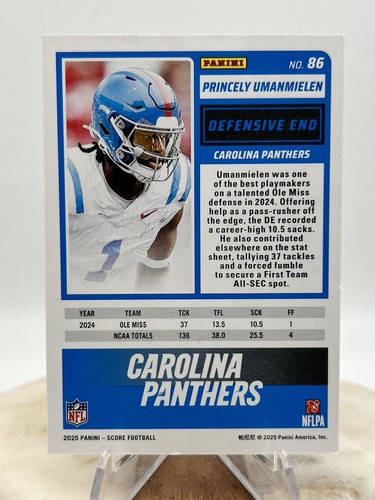 PANINI
NO. 86
PRINCELY UMANMIELEN
DEFENSIVE END
CAROLINA PANTHERS
Umanmielen was one of
the best playmakers
on a talented Ole Miss
defense in 2024. Offering
help as a pass-rusher off
the edge, the DE recorded
a career-high 10.5 sacks.
He also contributed
elsewhere on the stat
sheet, tallying 37 tackles
and a forced fumble
to secure a First Team
All-SEC spot.
1
YEAR TEAM TCK TFL SCK FF
2024 OLE MISS 37 13.5 10.5 1
NCAA TOTALS 136 38.0 25.5 4
CAROLINA
PANTHERS
NFL
NFLPA
2025 PANINI – SCORE FOOTBALL
帕尼尼 © 2025 Panini America, Inc.